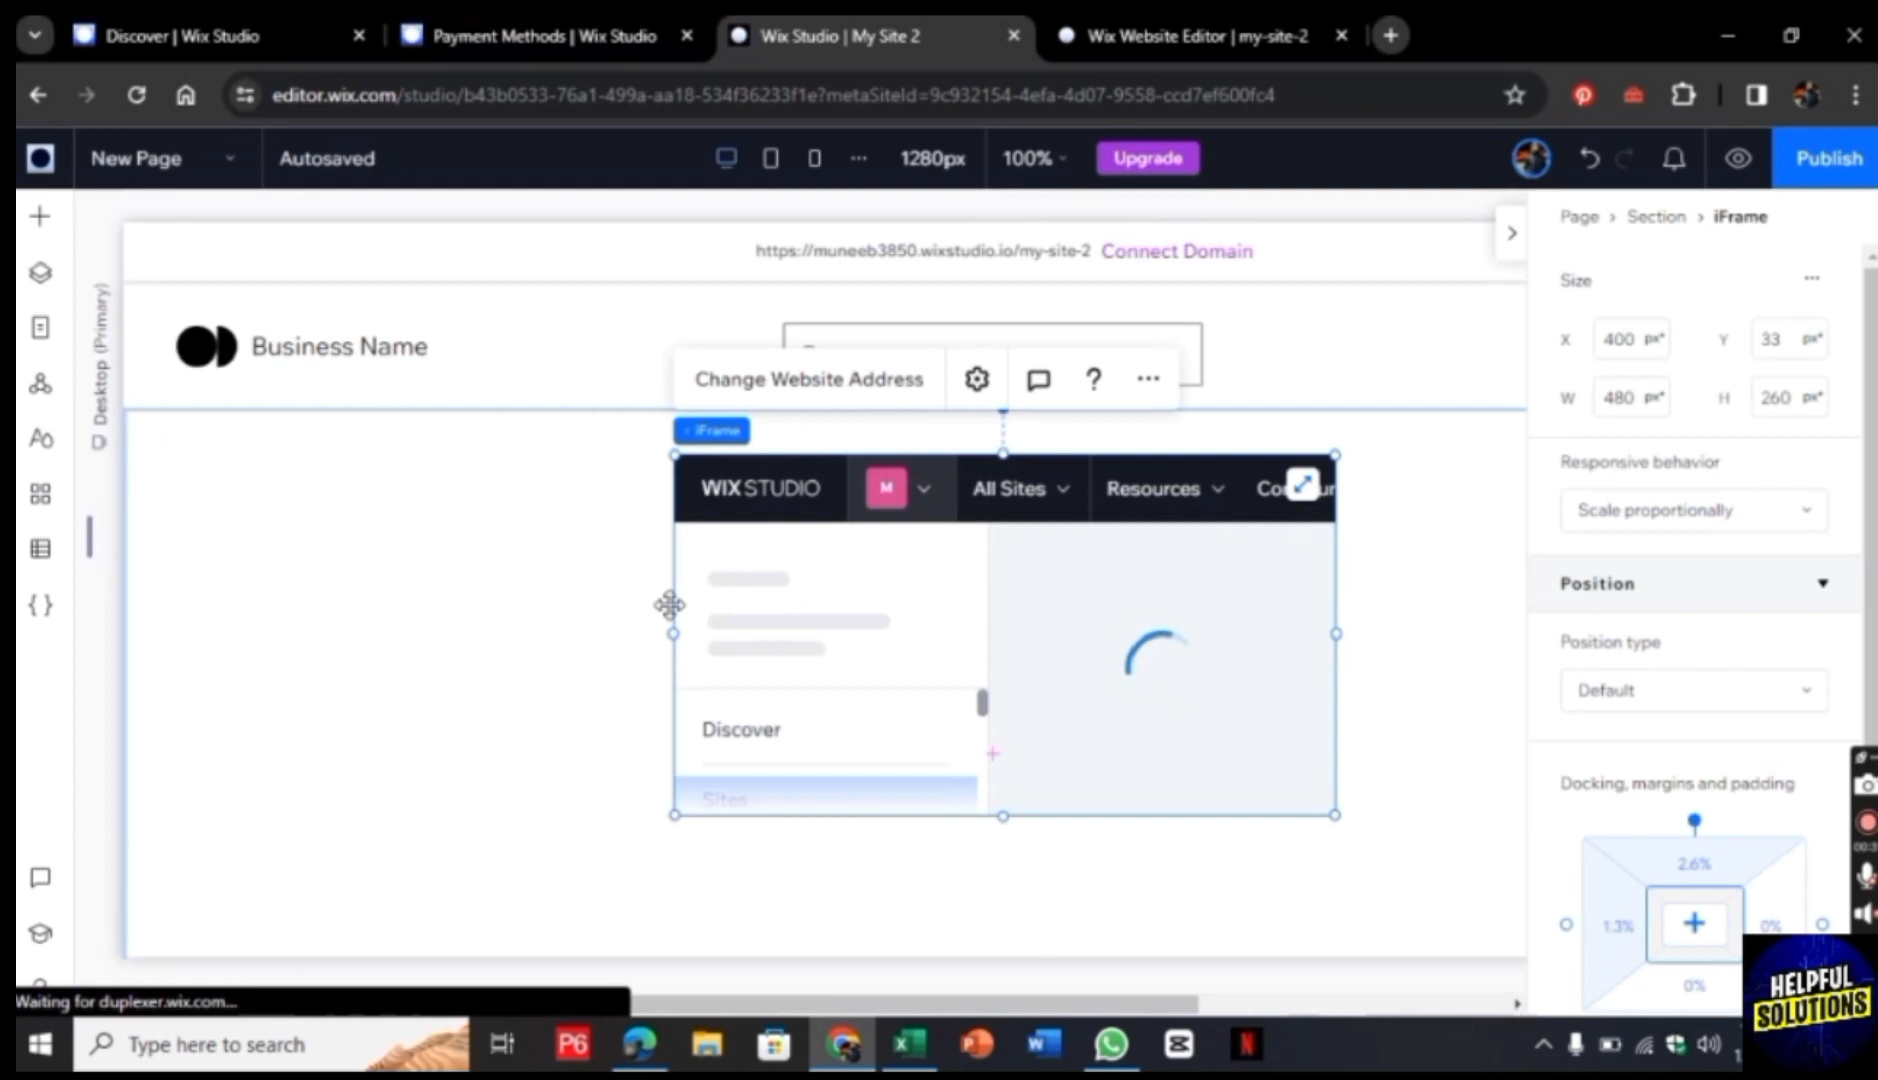 Discover | Wix Studio
Payment Methods | Wix Studio
Wix Studio | My Site 2
Wix Website Editor | my-site-2
editor.wix.com/studio/b43b0533-76a1-499a-aa18-534f36233f1e?metaSiteId=9c932154-4efa-4d07-9558-ccd7ef600fc4
New Page
Autosaved
1280px
100%
Upgrade
Publish
Page > Section > iFrame
https://muneeb3850.wixstudio.io/my-site-2 Connect Domain
Desktop (Primary)
Business Name
Size
X 400 px* Y 33 px*
W 480 px* H 260 px*
Change Website Address
?
iFrame
WIX STUDIO
M
All Sites
Resources
Responsive behavior
Scale proportionally
Position
Position type
Default
Discover
Sites
Docking, margins and padding
2.6%
1.3%
0%
0%
Waiting for duplexer.wix.com...
Type here to search
P6
HELPFUL
SOLUTIONS